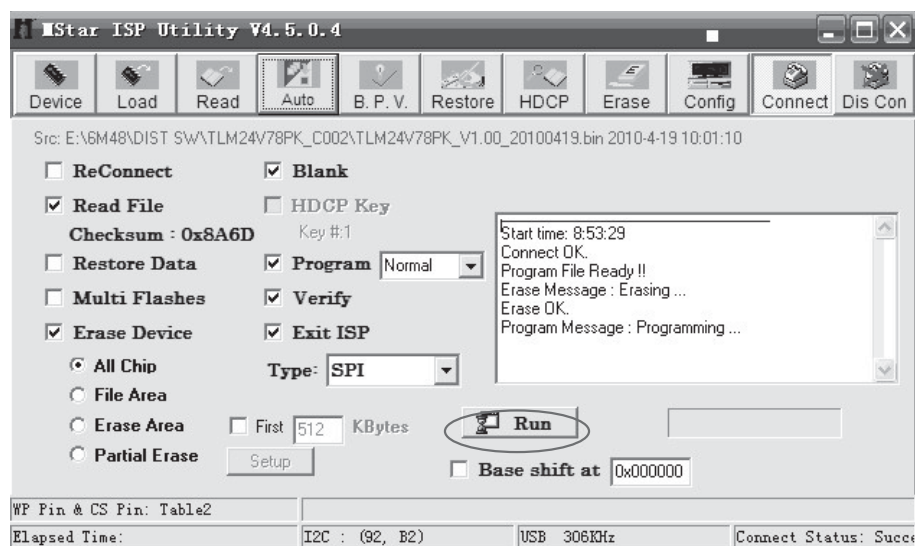 MStar ISP Utility V4.5.0.4
Device Load Read Auto B. P. V. Restore HDCP Erase Config Connect Dis Con
Src: E:\6M48\DIST SW\TLM24V78PK_C002\TLM24V78PK_V1.00_20100419.bin 2010-4-19 10:01:10
ReConnect
Blank
Read File
HDCP Key
Checksum : 0x8A6D
Key #:1
Restore Data
Program Normal
Multi Flashes
Verify
Erase Device
Exit ISP
All Chip
Type: SPI
File Area
Erase Area
First 512 KBytes
Partial Erase
Setup
Start time: 8:53:29
Connect OK.
Program File Ready !!
Erase Message : Erasing ...
Erase OK.
Program Message : Programming ...
Run
Base shift at 0x000000
WP Pin & CS Pin: Table2
Elapsed Time: I2C : (92, B2) USB 306KHz Connect Status: Succe